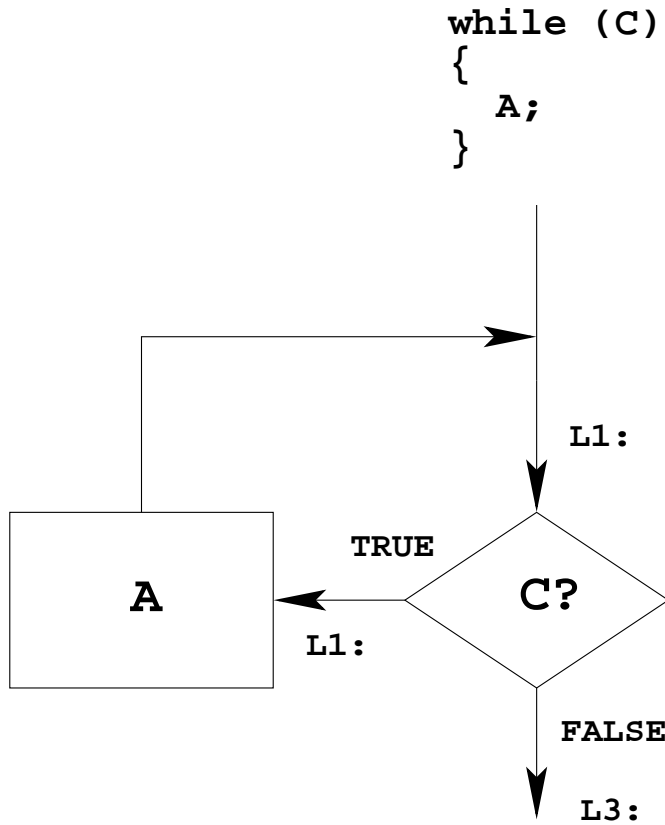 while (C)
{
A;
}
L1:
TRUE
A
C?
L1:
FALSE
L3: